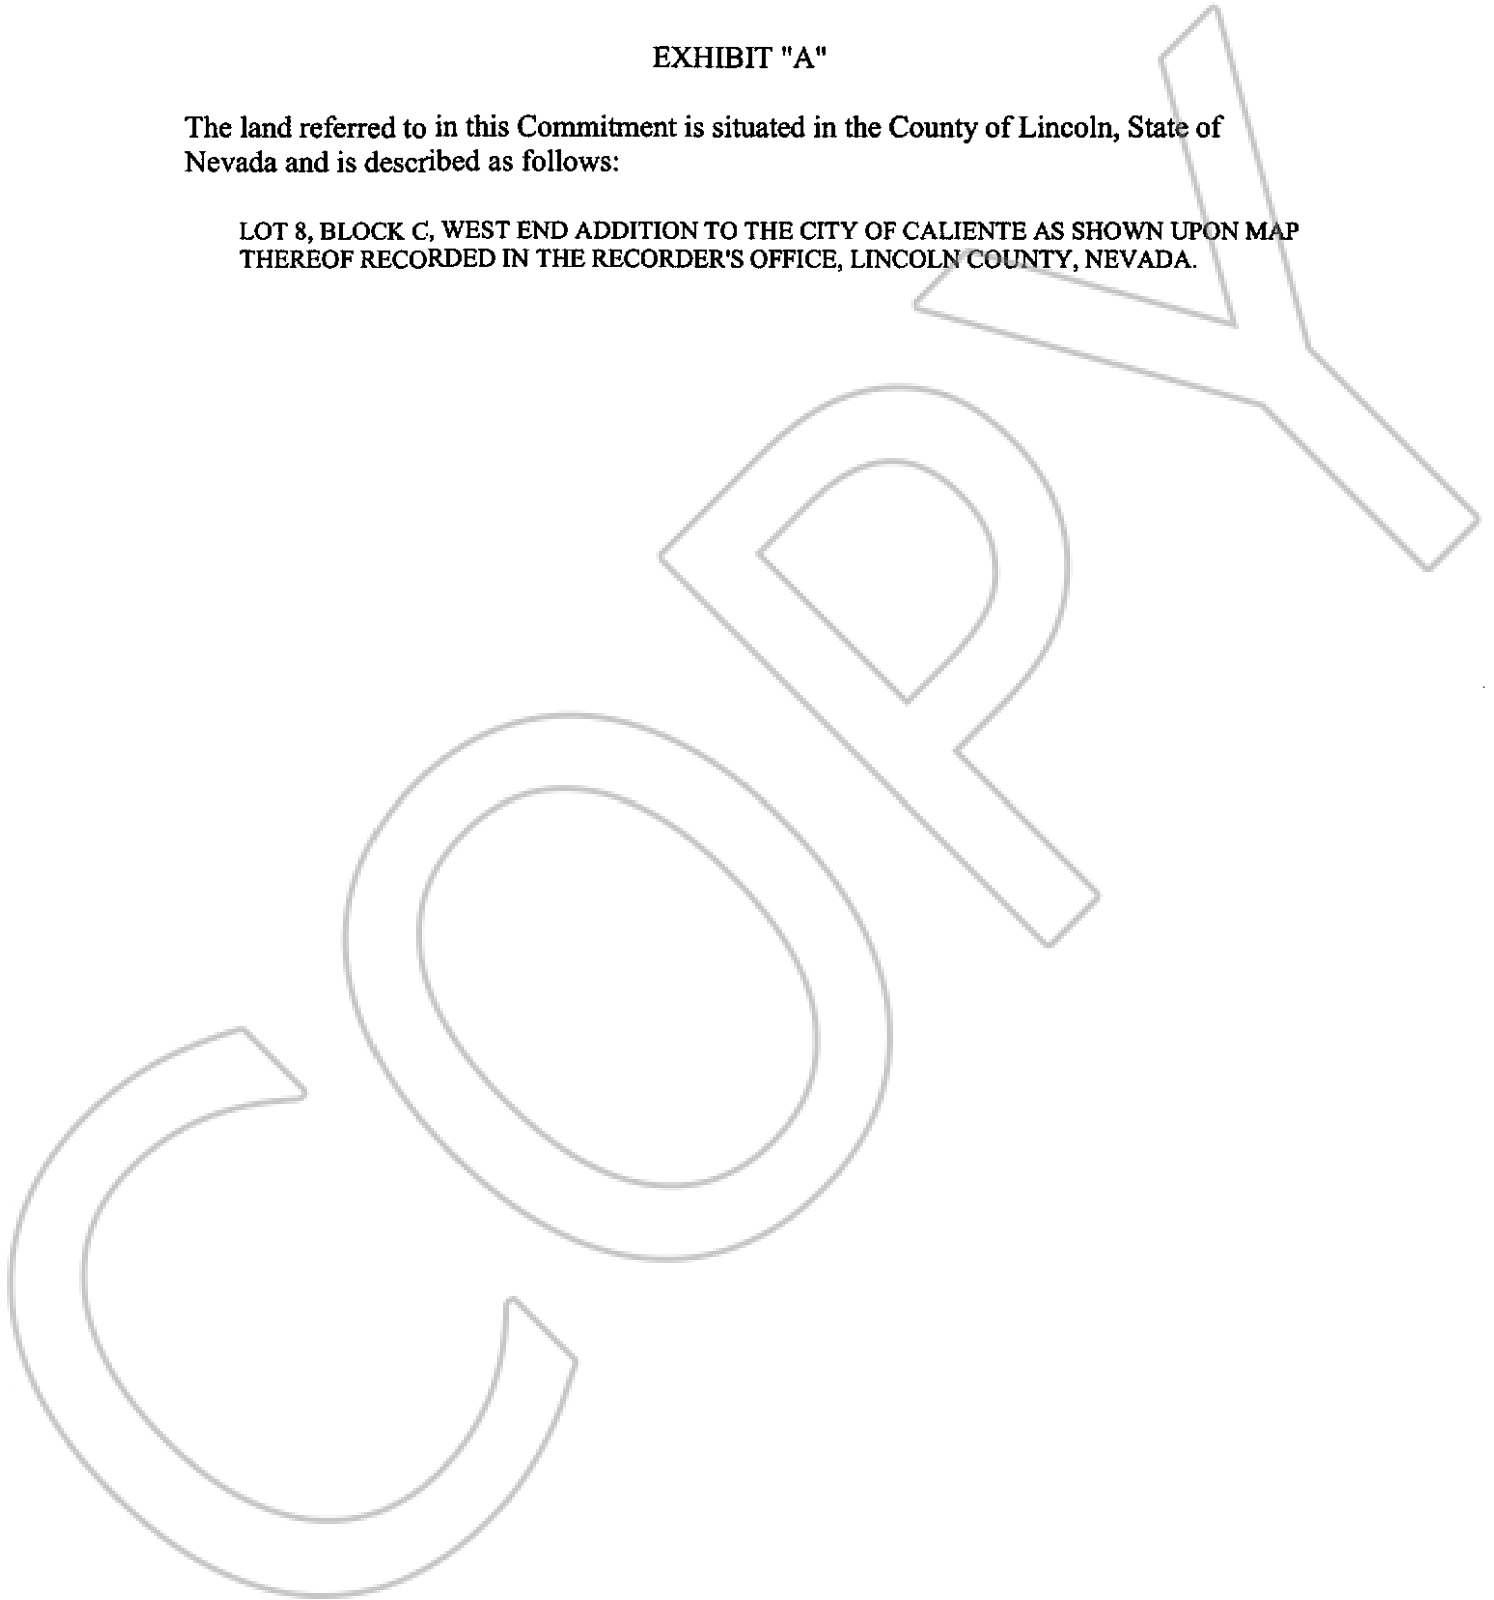 EXHIBIT "A"
The land referred to in this Commitment is situated in the County of Lincoln, State of
Nevada and is described as follows:
LOT 8, BLOCK C, WEST END ADDITION TO THE CITY OF CALIENTE AS SHOWN UPON MAP
THEREOF RECORDED IN THE RECORDER'S OFFICE, LINCOLN COUNTY, NEVADA.
COPY